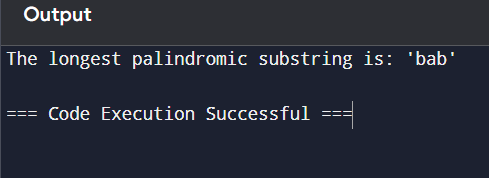 Output
The longest palindromic substring is: 'bab'
=== Code Execution Successful ===